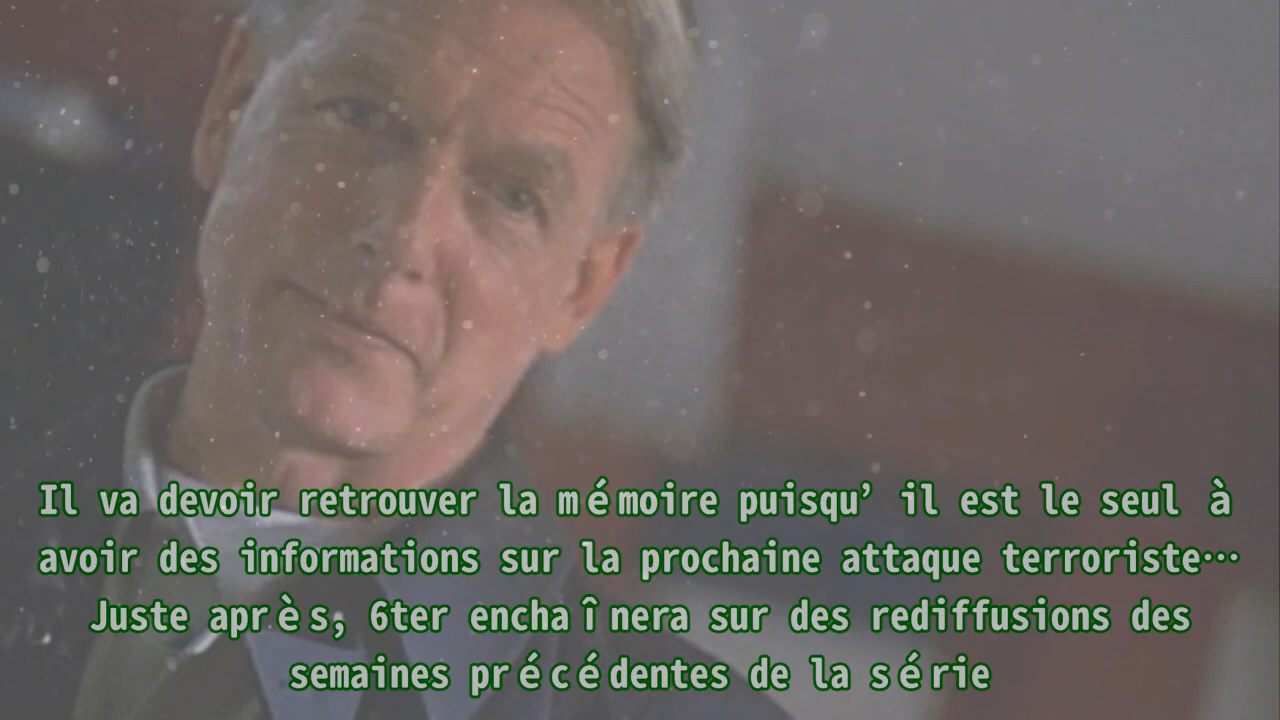 Il va devoir retrouver la mémoire puisqu’ il est le seul à
avoir des informations sur la prochaine attaque terroriste…
Juste après, 6ter enchaînera sur des rediffusions des
semaines précédentes de la série